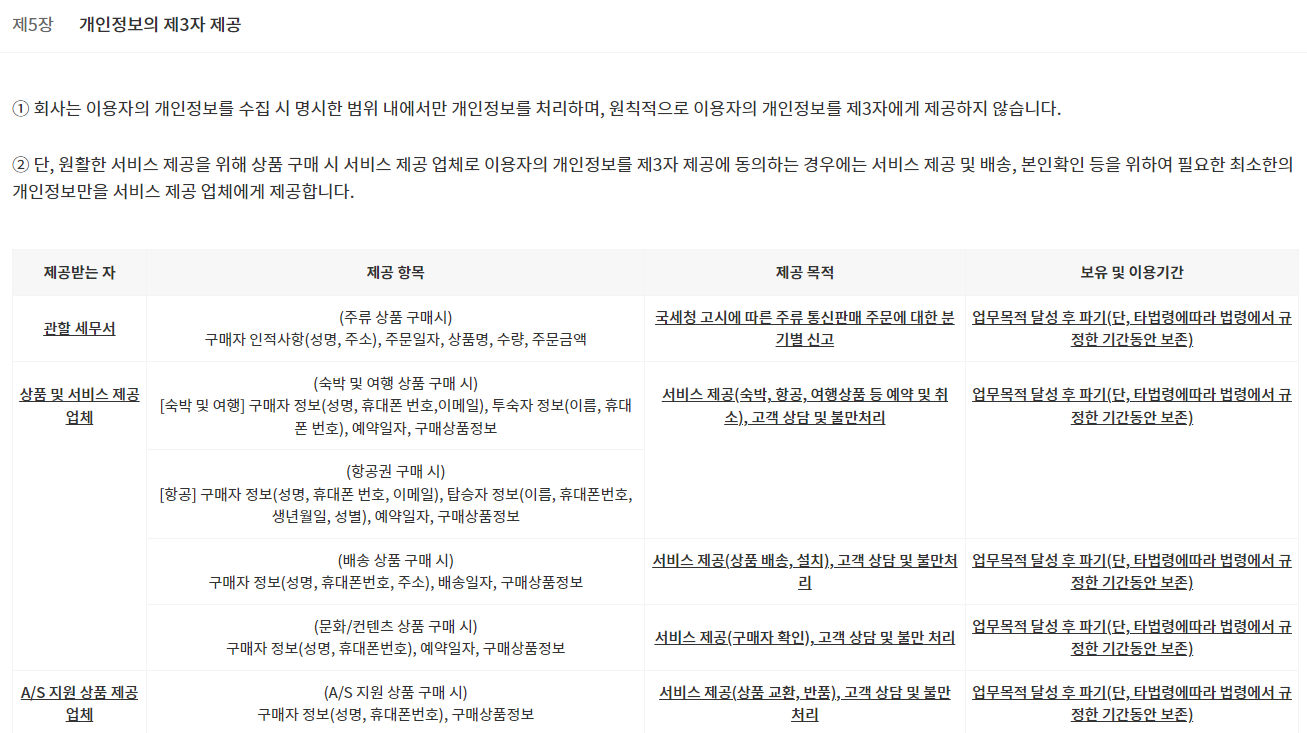 제5장 개인정보의 제3자 제공
① 회사는 이용자의 개인정보를 수집 시 명시한 범위 내에서만 개인정보를 처리하며, 원칙적으로 이용자의 개인정보를 제3자에게 제공하지 않습니다.
② 단, 원활한 서비스 제공을 위해 상품 구매 시 서비스 제공 업체로 이용자의 개인정보를 제3자 제공에 동의하는 경우에는 서비스 제공 및 배송, 본인확인 등을 위하여 필요한 최소한의
개인정보만을 서비스 제공 업체에게 제공합니다.
제공받는 자 제공 항목 제공 목적 보유 및 이용기간
관할 세무서
(주류 상품 구매시)
구매자 인적사항(성명, 주소), 주문일자, 상품명, 수량, 주문금액
국세청 고시에 따른 주류 통신판매 주문에 대한 분
기별 신고
업무목적 달성 후 파기(단, 타법령에따라 법령에서 규
정한 기간동안 보존)
상품 및 서비스 제공
업체
(숙박 및 여행 상품 구매 시)
[숙박 및 여행] 구매자 정보(성명, 휴대폰 번호,이메일), 투숙자 정보(이름, 휴대
폰 번호), 예약일자, 구매상품정보
서비스 제공(숙박, 항공, 여행상품 등 예약 및 취
소), 고객 상담 및 불만처리
업무목적 달성 후 파기(단, 타법령에따라 법령에서 규
정한 기간동안 보존)
(항공권 구매 시)
[항공] 구매자 정보(성명, 휴대폰 번호, 이메일), 탑승자 정보(이름, 휴대폰번호,
생년월일, 성별), 예약일자, 구매상품정보
(배송 상품 구매 시)
구매자 정보(성명, 휴대폰번호, 주소), 배송일자, 구매상품정보
서비스 제공(상품 배송, 설치), 고객 상담 및 불만처
리
업무목적 달성 후 파기(단, 타법령에따라 법령에서 규
정한 기간동안 보존)
(문화/컨텐츠 상품 구매 시)
구매자 정보(성명, 휴대폰번호), 예약일자, 구매상품정보
서비스 제공(구매자 확인), 고객 상담 및 불만 처리
업무목적 달성 후 파기(단, 타법령에따라 법령에서 규
정한 기간동안 보존)
A/S 지원 상품 제공
업체
(A/S 지원 상품 구매 시)
구매자 정보(성명, 휴대폰번호), 구매상품정보
서비스 제공(상품 교환, 반품), 고객 상담 및 불만
처리
업무목적 달성 후 파기(단, 타법령에따라 법령에서 규
정한 기간동안 보존)